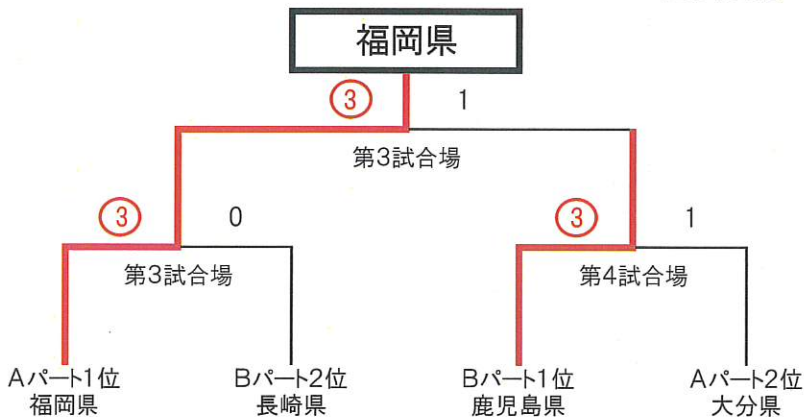 福岡県
③ 1
第3試合場
③ 0
③ 1
第3試合場
第4試合場
Aパート1位
福岡県
Bパート2位
長崎県
Bパート1位
鹿児島県
Aパート2位
大分県